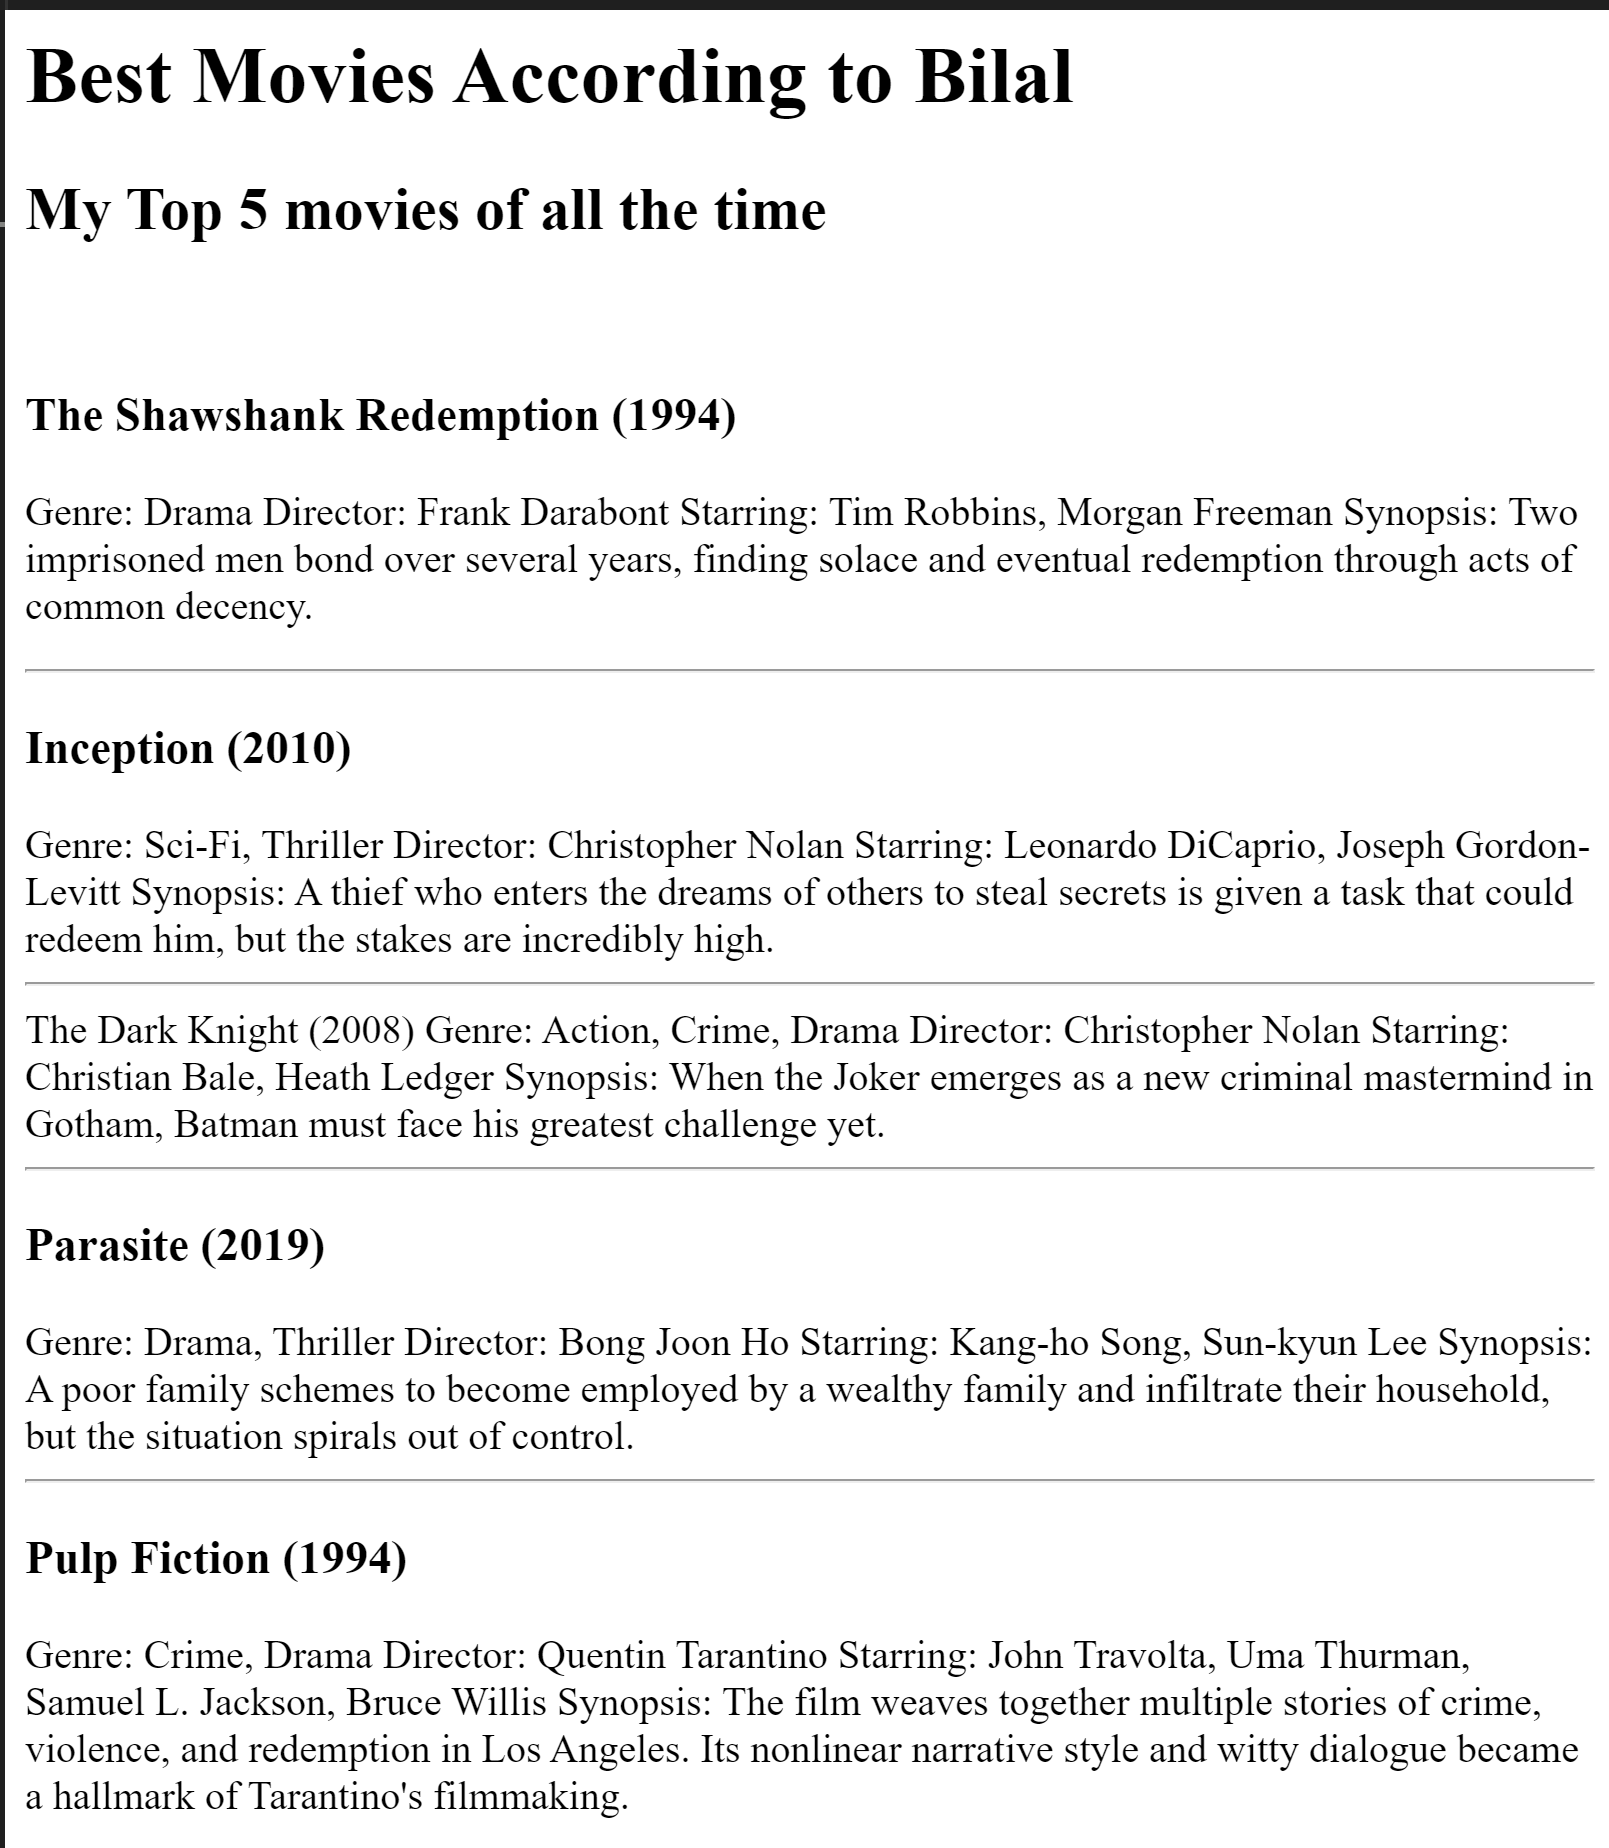 Best Movies According to Bilal
My Top 5 movies of all the time
The Shawshank Redemption (1994)
Genre: Drama Director: Frank Darabont Starring: Tim Robbins, Morgan Freeman Synopsis: Two
imprisoned men bond over several years, finding solace and eventual redemption through acts of
common decency.
Inception (2010)
Genre: Sci-Fi, Thriller Director: Christopher Nolan Starring: Leonardo DiCaprio, Joseph Gordon-
Levitt Synopsis: A thief who enters the dreams of others to steal secrets is given a task that could
redeem him, but the stakes are incredibly high.
The Dark Knight (2008) Genre: Action, Crime, Drama Director: Christopher Nolan Starring:
Christian Bale, Heath Ledger Synopsis: When the Joker emerges as a new criminal mastermind in
Gotham, Batman must face his greatest challenge yet.
Parasite (2019)
Genre: Drama, Thriller Director: Bong Joon Ho Starring: Kang-ho Song, Sun-kyun Lee Synopsis:
A poor family schemes to become employed by a wealthy family and infiltrate their household,
but the situation spirals out of control.
Pulp Fiction (1994)
Genre: Crime, Drama Director: Quentin Tarantino Starring: John Travolta, Uma Thurman,
Samuel L. Jackson, Bruce Willis Synopsis: The film weaves together multiple stories of crime,
violence, and redemption in Los Angeles. Its nonlinear narrative style and witty dialogue became
a hallmark of Tarantino's filmmaking.